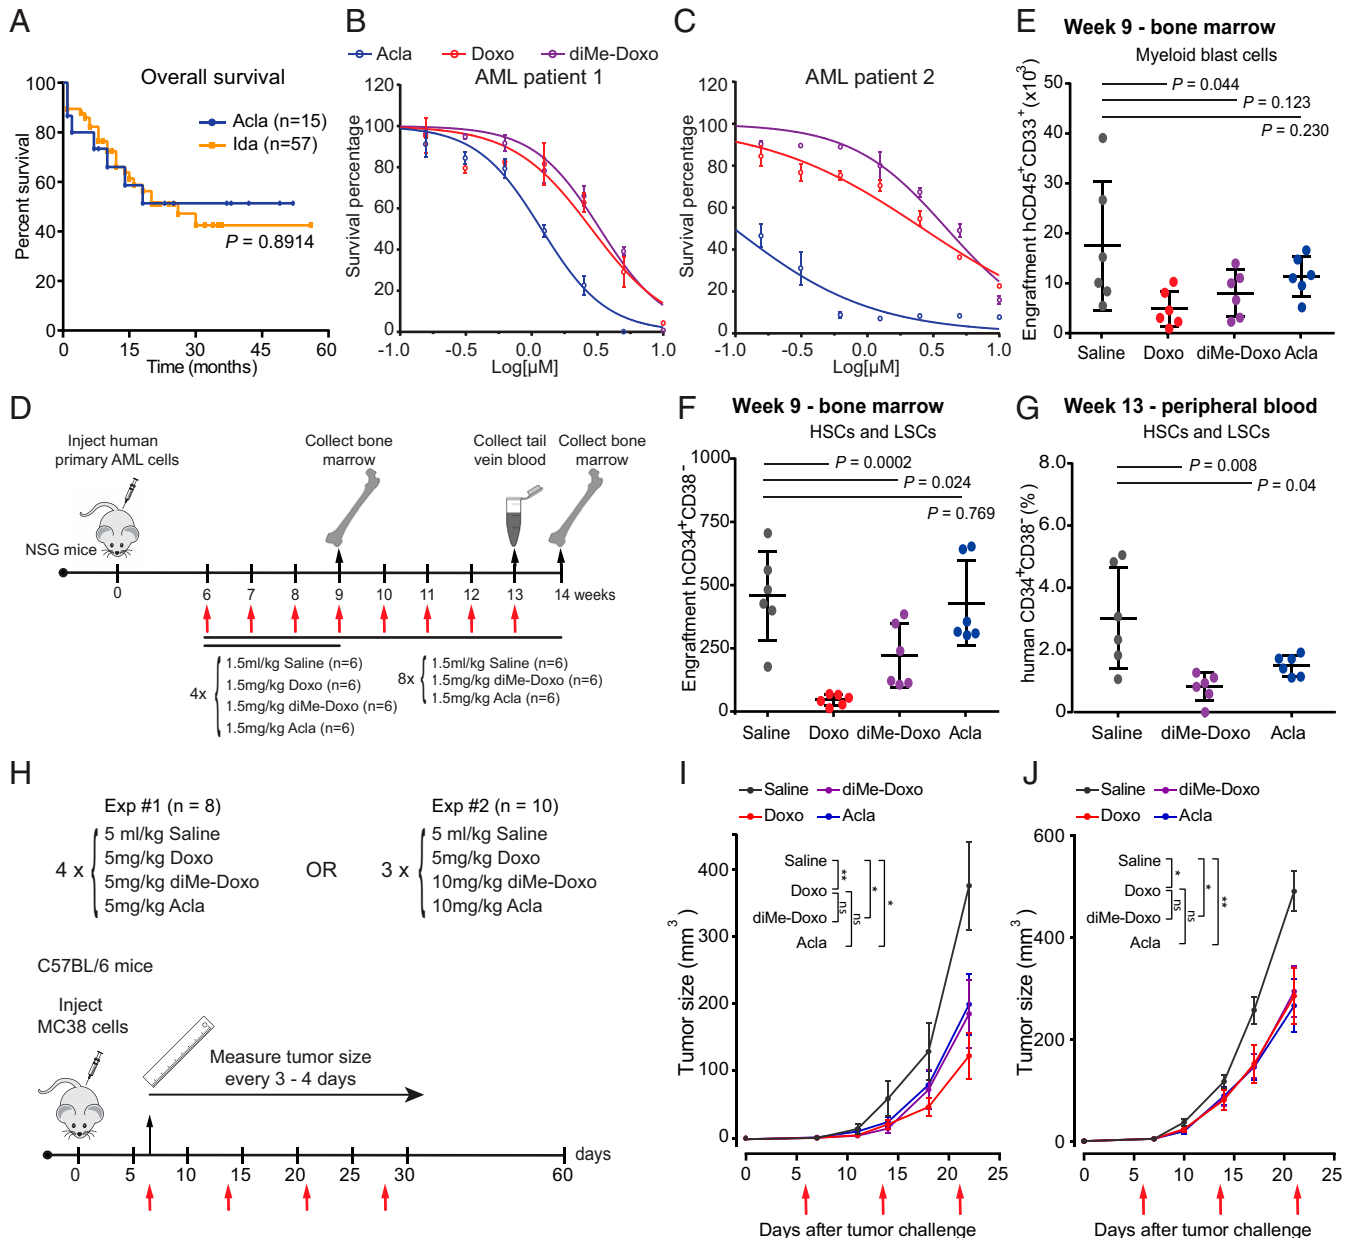 A
Overall survival
Percent survival
100
80
60
40
20
0
Acla (n=15)
Ida (n=57)
P = 0.8914
0 15 30 45 60
Time (months)
B
Acla Doxo diMe-Doxo
AML patient 1
Survival percentage
120
100
80
60
40
20
0
-1.0 -0.5 0.0 0.5 1.0
Log[µM]
C
AML patient 2
Survival percentage
120
100
80
60
40
20
0
-1.0 -0.5 0.0 0.5 1.0
Log[µM]
E
Week 9 - bone marrow
Myeloid blast cells
Engraftment hCD45⁺CD33⁺ (x10³)
50
40
30
20
10
0
P = 0.044
P = 0.123
P = 0.230
Saline Doxo diMe-Doxo Acla
D
Inject human
primary AML cells
Collect bone
marrow
Collect tail
vein blood
Collect bone
marrow
NSG mice
0 6 7 8 9 10 11 12 13 14 weeks
4x
1.5ml/kg Saline (n=6)
1.5mg/kg Doxo (n=6)
1.5mg/kg diMe-Doxo (n=6)
1.5mg/kg Acla (n=6)
8x
1.5ml/kg Saline (n=6)
1.5mg/kg diMe-Doxo (n=6)
1.5mg/kg Acla (n=6)
F
Week 9 - bone marrow
HSCs and LSCs
Engraftment hCD34⁺CD38⁻
1000
750
500
250
0
P = 0.0002
P = 0.024
P = 0.769
Saline Doxo diMe-Doxo Acla
G
Week 13 - peripheral blood
HSCs and LSCs
human CD34⁺CD38⁻(%)
8.0
6.0
4.0
2.0
0
P = 0.008
P = 0.04
Saline diMe-Doxo Acla
H
Exp #1 (n = 8)
4 x
5 ml/kg Saline
5mg/kg Doxo
5mg/kg diMe-Doxo
5mg/kg Acla
OR
Exp #2 (n = 10)
3 x
5 ml/kg Saline
5mg/kg Doxo
10mg/kg diMe-Doxo
10mg/kg Acla
C57BL/6 mice
Inject
MC38 cells
Measure tumor size
every 3 - 4 days
0 5 10 15 20 25 30 60 days
I
Saline diMe-Doxo
Doxo Acla
Tumor size (mm³)
400
300
200
100
0
Saline
Doxo
diMe-Doxo
Acla
** ns ns * *
0 5 10 15 20 25
Days after tumor challenge
J
Saline diMe-Doxo
Doxo Acla
Tumor size (mm³)
600
400
200
0
Saline
Doxo
diMe-Doxo
Acla
* ns ns * **
0 5 10 15 20 25
Days after tumor challenge